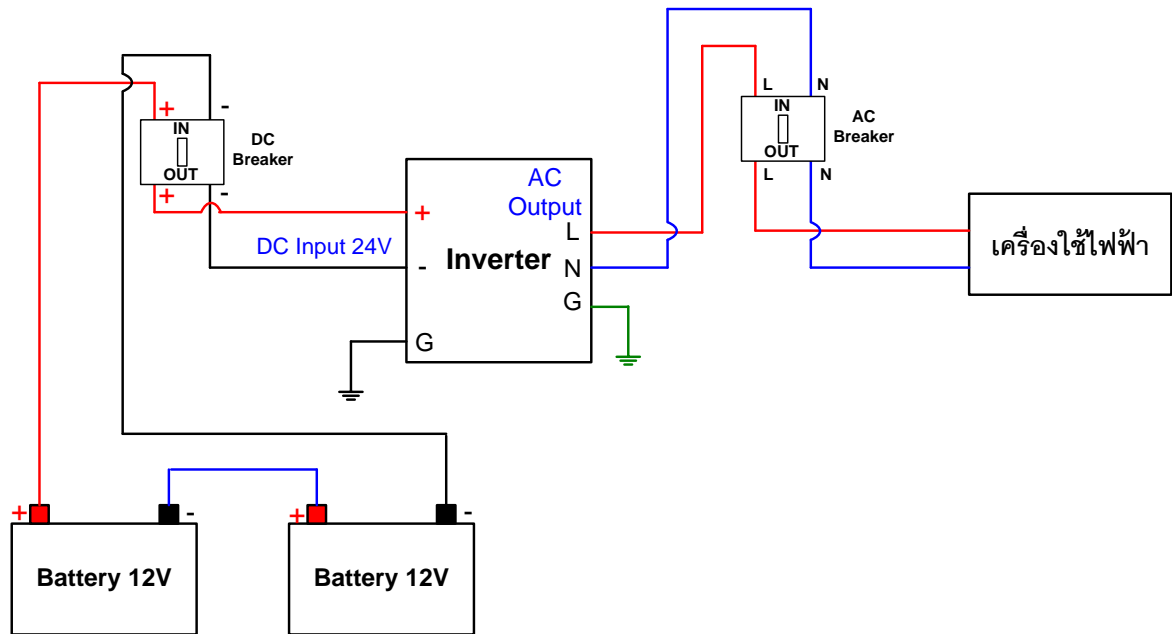 L
N
IN
OUT
L
N
AC
Breaker
+
-
IN
OUT
+
-
DC
Breaker
AC
Output
+
DC Input 24V
-
Inverter
L
N
G
G
เครื่องใช้ไฟฟ้า
+
-
Battery 12V
+
-
Battery 12V